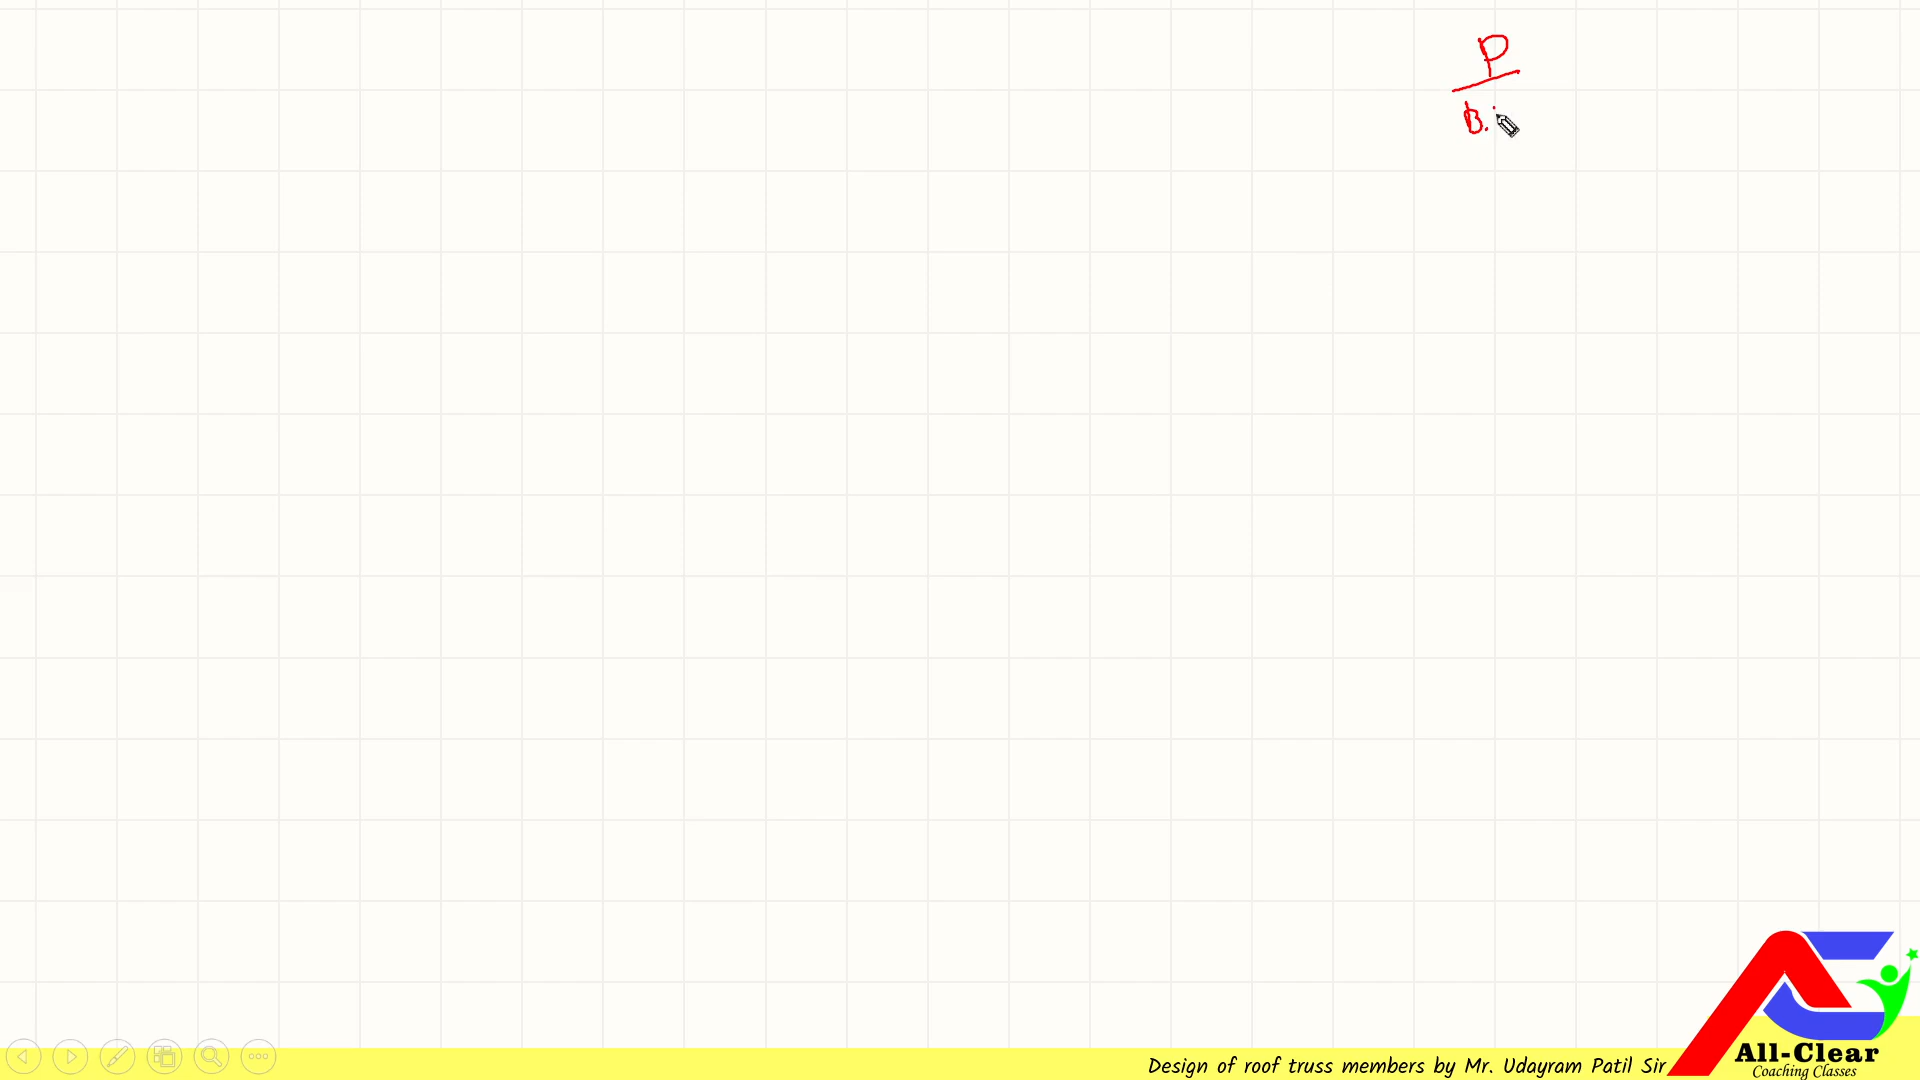 P
B.
Design of roof truss members by Mr. Udayram Patil Sir
All-Clear
Coaching Classes